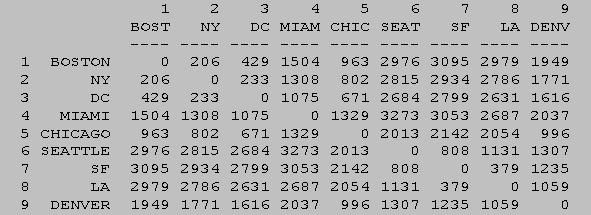 1 2 3 4 5 6 7 8 9
BOST NY DC MIAM CHIC SEAT SF LA DENV
---- ---- ---- ---- ---- ---- ---- ---- ----
1 BOSTON 0 206 429 1504 963 2976 3095 2979 1949
2 NY 206 0 233 1308 802 2815 2934 2786 1771
3 DC 429 233 0 1075 671 2684 2799 2631 1616
4 MIAMI 1504 1308 1075 0 1329 3273 3053 2687 2037
5 CHICAGO 963 802 671 1329 0 2013 2142 2054 996
6 SEATTLE 2976 2815 2684 3273 2013 0 808 1131 1307
7 SF 3095 2934 2799 3053 2142 808 0 379 1235
8 LA 2979 2786 2631 2687 2054 1131 379 0 1059
9 DENVER 1949 1771 1616 2037 996 1307 1235 1059 0